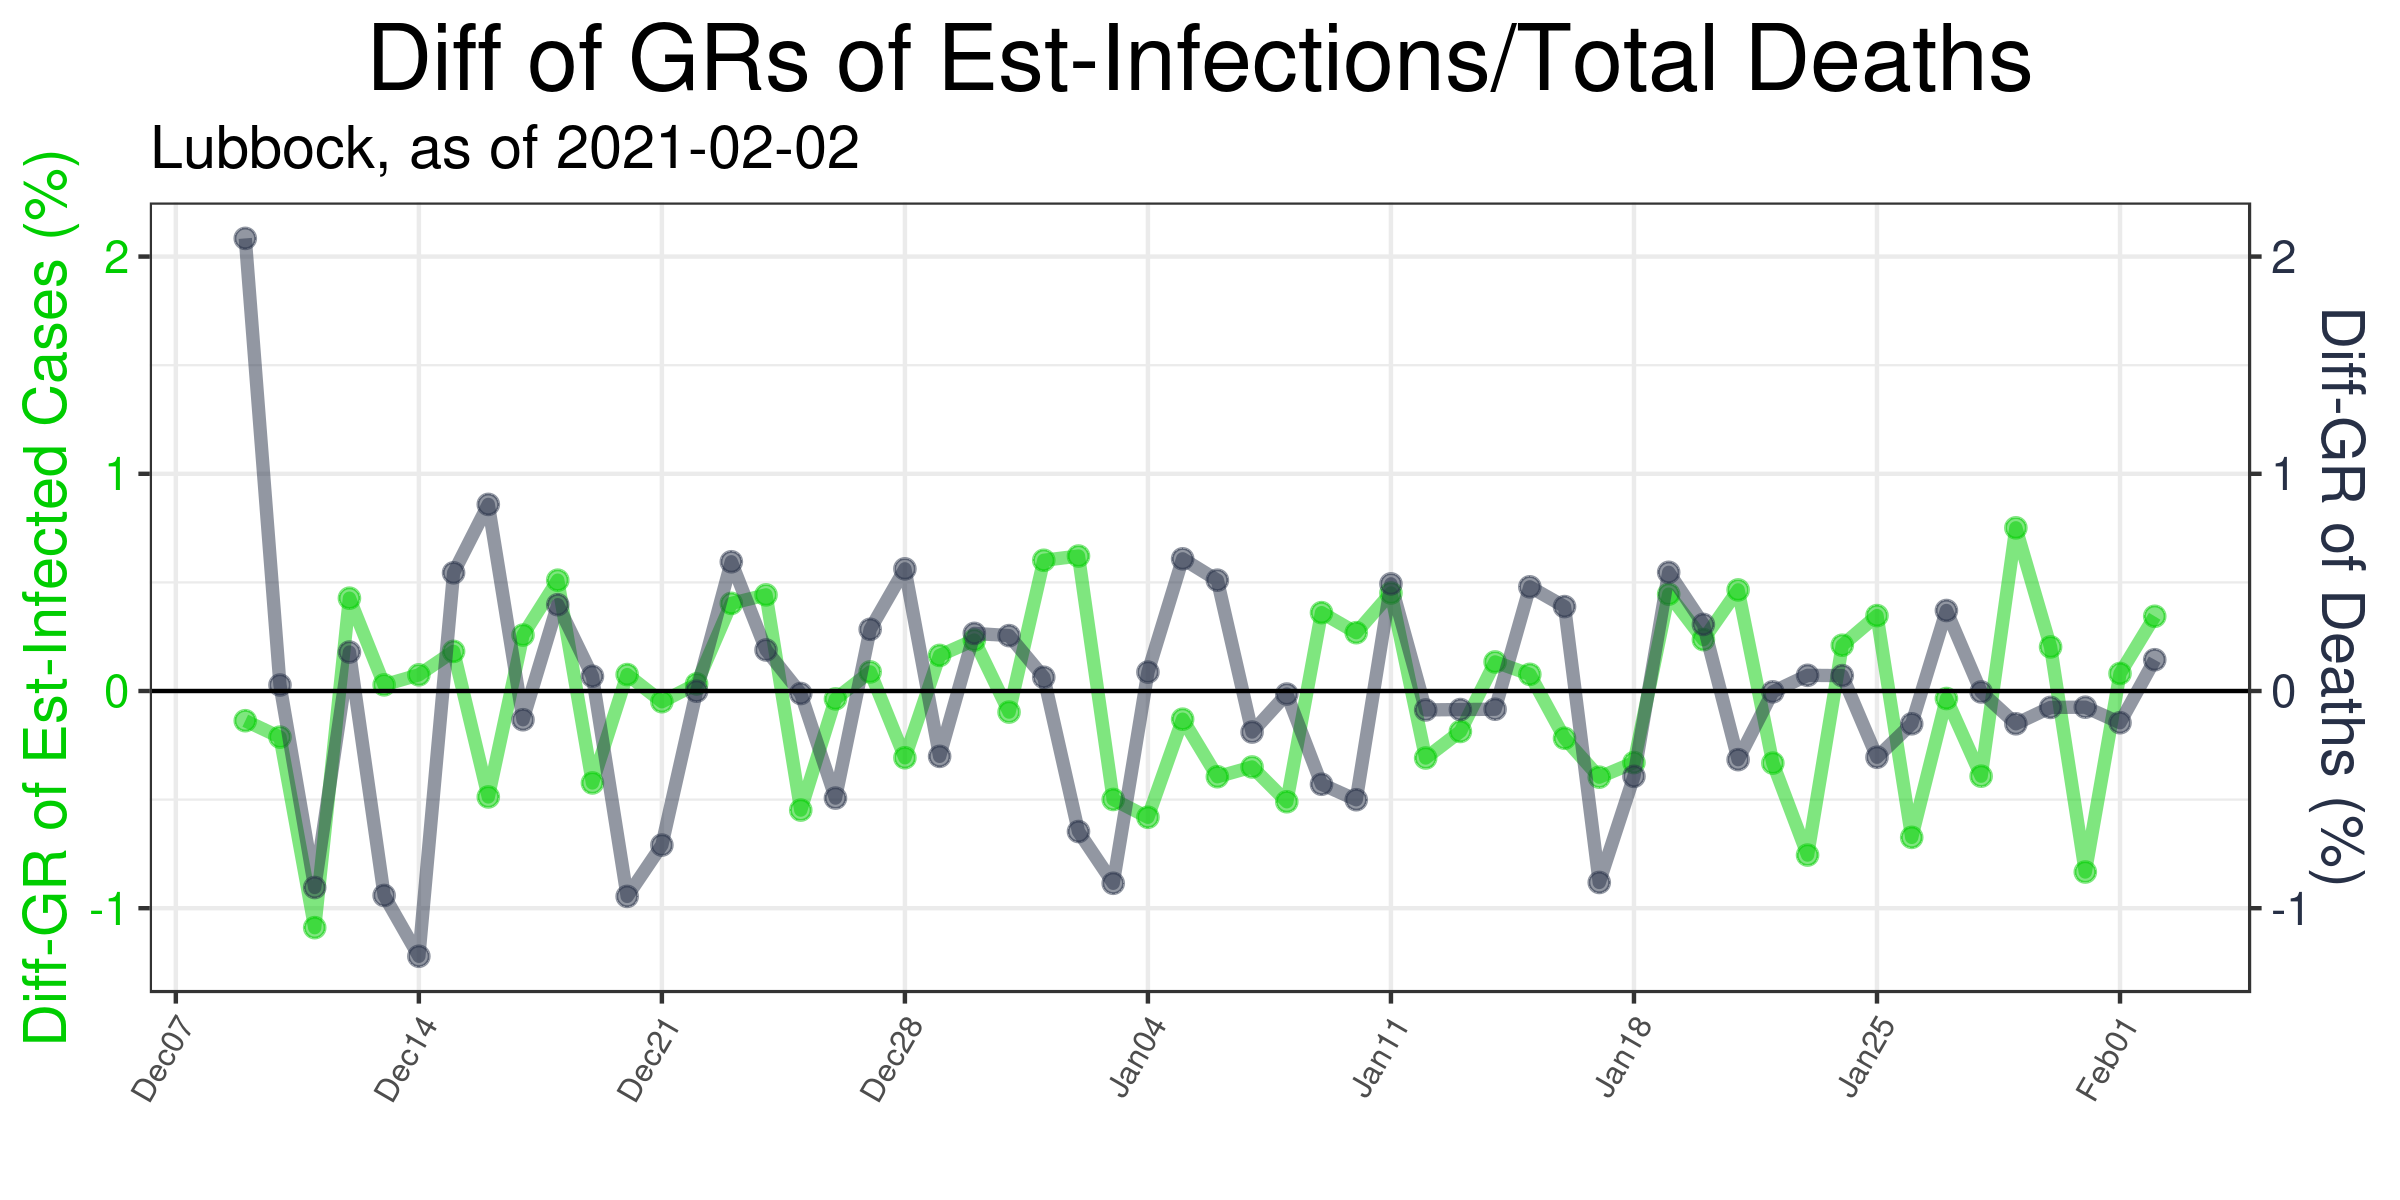 Diff of GRs of Est-Infections/Total Deaths
Lubbock, as of 2021-02-02
Diff-GR of Est-Infected Cases (%)
2
1
0
-1
2
1
0
-1
Diff-GR of Deaths (%)
Dec07
Dec14
Dec21
Dec28
Jan04
Jan11
Jan18
Jan25
Feb01